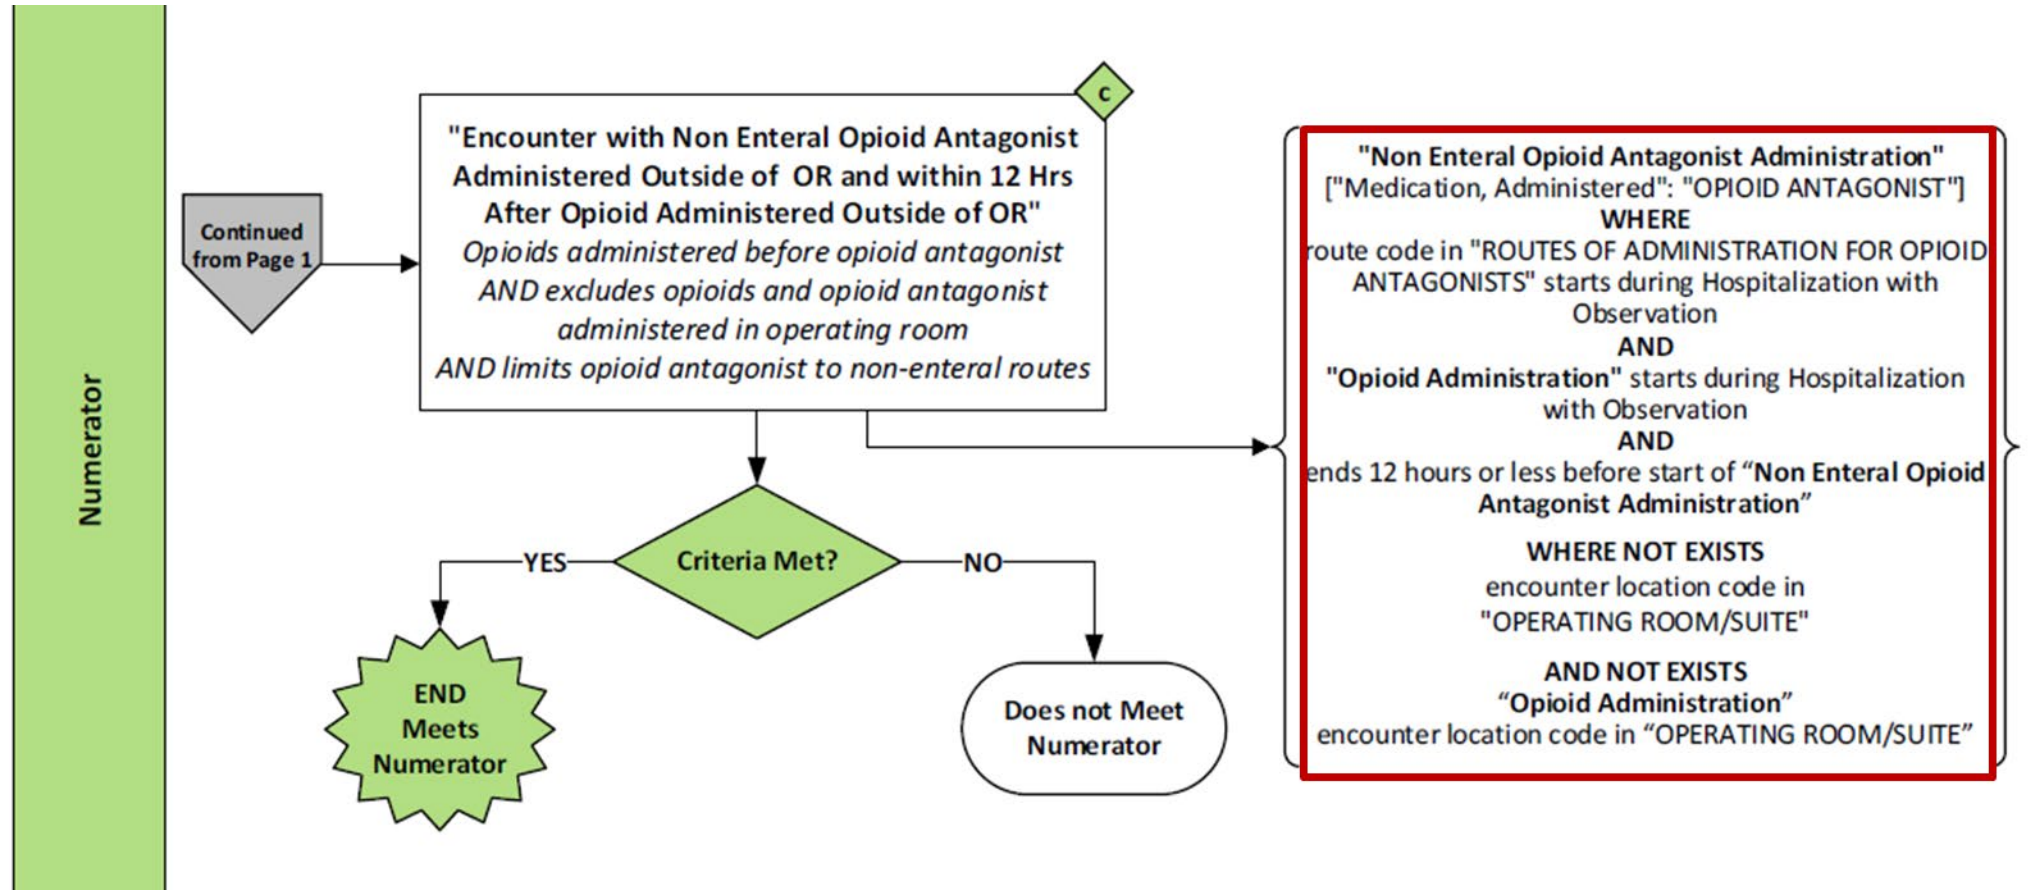 Numerator
Continued
from Page 1
C
"Encounter with Non Enteral Opioid Antagonist
Administered Outside of OR and within 12 Hrs
After Opioid Administered Outside of OR"
Opioids administered before opioid antagonist
AND excludes opioids and opioid antagonist
administered in operating room
AND limits opioid antagonist to non-enteral routes
Criteria Met?
YES
NO
END
Meets
Numerator
Does not Meet
Numerator
"Non Enteral Opioid Antagonist Administration"
["Medication, Administered": "OPIOID ANTAGONIST"]
WHERE
route code in "ROUTES OF ADMINISTRATION FOR OPIOID
ANTAGONISTS" starts during Hospitalization with
Observation
AND
"Opioid Administration" starts during Hospitalization
with Observation
AND
ends 12 hours or less before start of “Non Enteral Opioid
Antagonist Administration”
WHERE NOT EXISTS
encounter location code in
"OPERATING ROOM/SUITE"
AND NOT EXISTS
“Opioid Administration”
encounter location code in “OPERATING ROOM/SUITE”